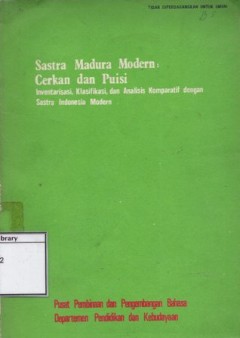 TIDAK DIPERDAGANGKAN UNTUK UMUM
Sastra Madura Modern:
Cerkan dan Puisi
Inventarisasi, Klasifikasi, dan Analisis Komparatif dengan
Sastra Indonesia Modern
Library
2
Pusat Pembinaan dan Pengembangan Bahasa
Departemen Pendidikan dan Kebudayaan